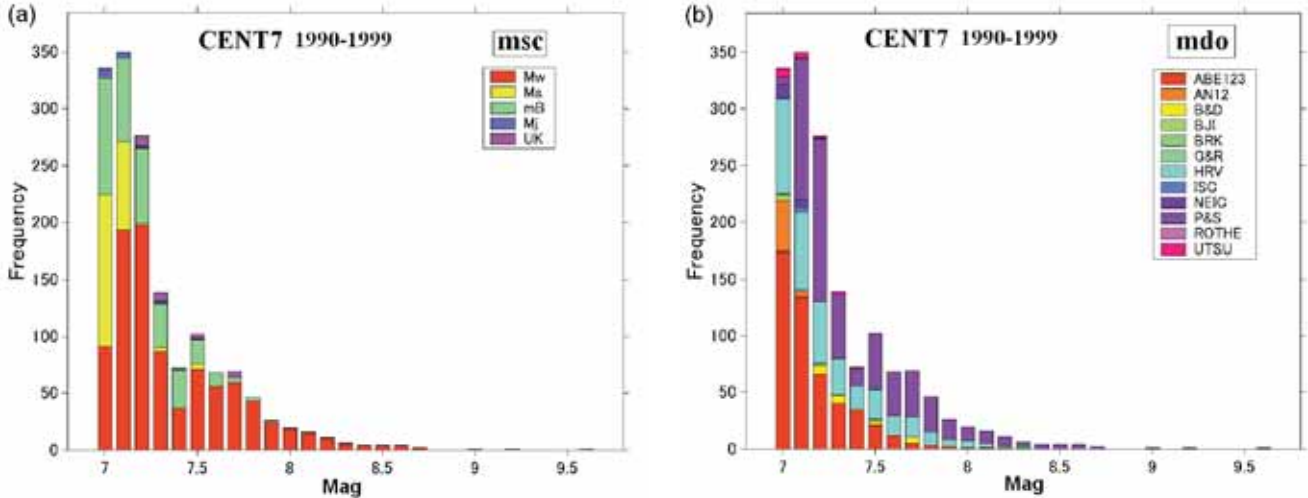 (a)
CENT7 1990-1999
msc
Mw
Ms
mB
Mj
UK
350
300
250
200
150
100
50
0
Frequency
7
7.5
8
8.5
9
9.5
Mag
(b)
CENT7 1990-1999
mdo
ABE123
AN12
B&D
BJI
BRK
G&R
HRV
ISC
NEIC
P&S
ROTHE
UTSU
350
300
250
200
150
100
50
0
Frequency
7
7.5
8
8.5
9
9.5
Mag